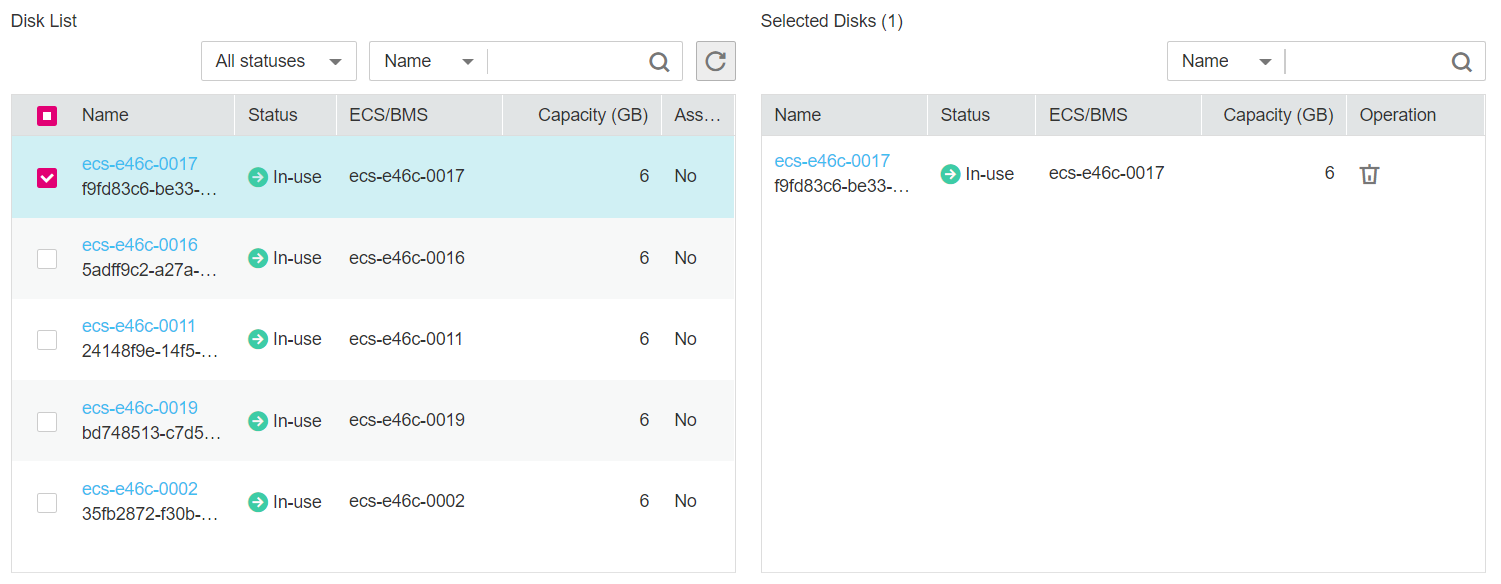 Disk List
All statuses Name
Name Status ECS/BMS Capacity (GB) Ass...
ecs-e46c-0017
f9fd83c6-be33-...
In-use ecs-e46c-0017 6 No
ecs-e46c-0016
5adff9c2-a27a-...
In-use ecs-e46c-0016 6 No
ecs-e46c-0011
24148f9e-14f5-...
In-use ecs-e46c-0011 6 No
ecs-e46c-0019
bd748513-c7d5...
In-use ecs-e46c-0019 6 No
ecs-e46c-0002
35fb2872-f30b-...
In-use ecs-e46c-0002 6 No
Selected Disks (1)
Name
Name Status ECS/BMS Capacity (GB) Operation
ecs-e46c-0017
f9fd83c6-be33-...
In-use ecs-e46c-0017 6